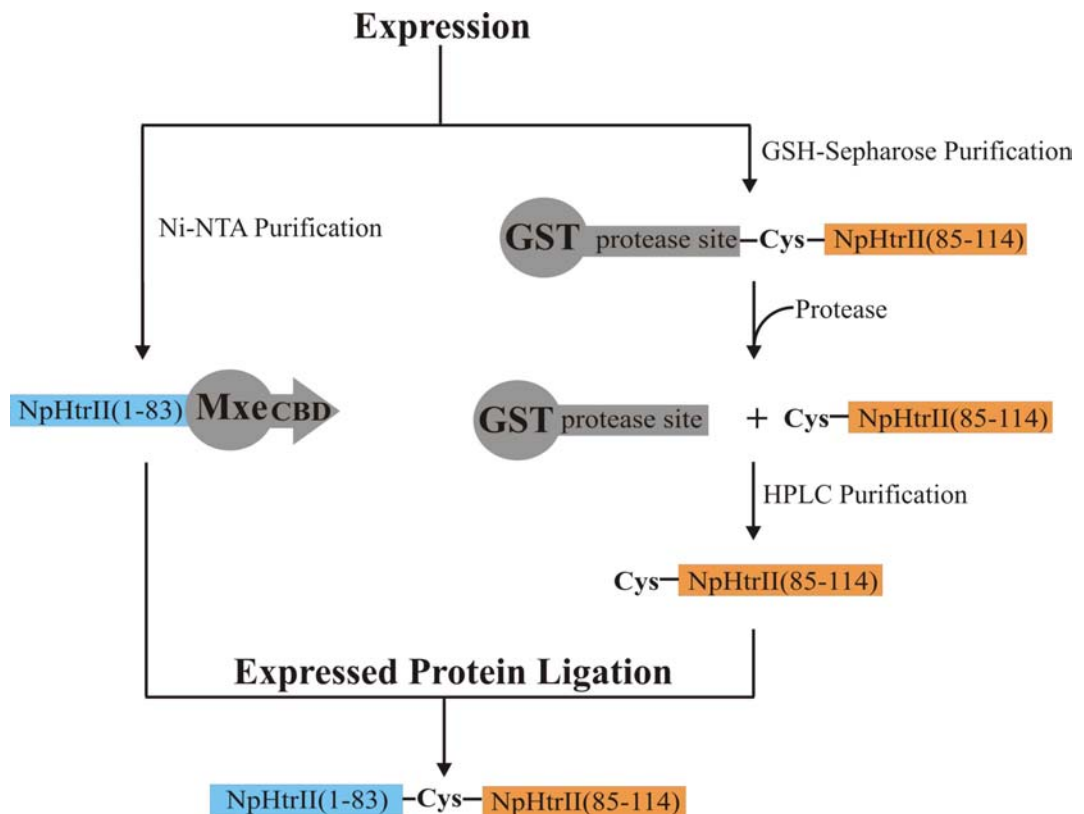 Expression
GSH-Sepharose Purification
Ni-NTA Purification
GST protease site Cys NpHtrII(85-114)
Protease
NpHtrII(1-83) Mxe CBD
GST protease site + Cys NpHtrII(85-114)
HPLC Purification
Cys NpHtrII(85-114)
Expressed Protein Ligation
NpHtrII(1-83) Cys NpHtrII(85-114)